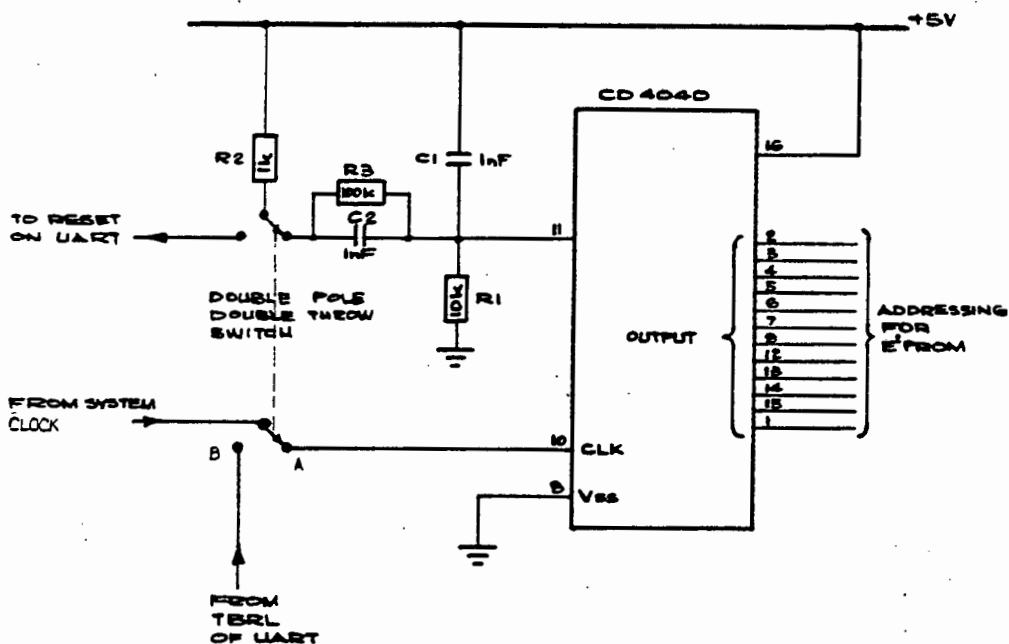 +5V
CD 4040
16
R2
1k
R3
100k
C1
1nF
C2
1nF
TO RESET
ON UART
11
R1
10k
DOUBLE POLE
DOUBLE THROW
SWITCH
OUTPUT
2
3
4
5
6
7
9
12
13
14
15
1
ADDRESSING
FOR
E²PROM
FROM SYSTEM
CLOCK
B
A
10
CLK
8
VSS
FROM
TBRL
OF UART